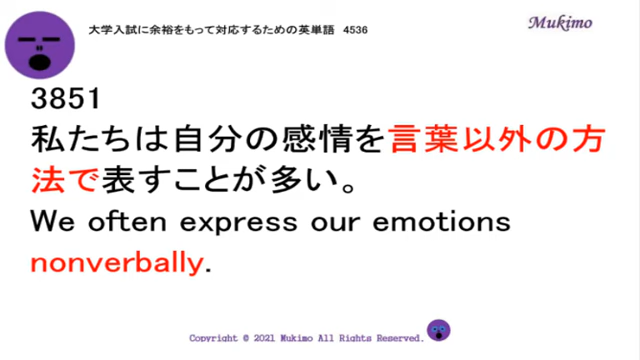 大学入試に余裕をもって対応するための英単語 4536
Mukimo
3851
私たちは自分の感情を言葉以外の方
法で表すことが多い。
We often express our emotions
nonverbally.
Copyright © 2021 Mukimo All Rights Reserved.